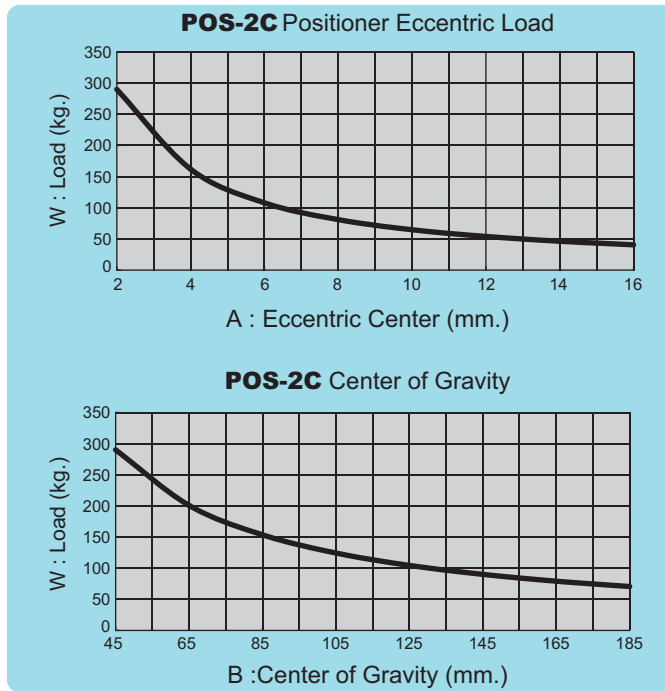 POS-2C Positioner Eccentric Load
350
300
250
200
150
100
50
0
W : Load (kg.)
2 4 6 8 10 12 14 16
A : Eccentric Center (mm.)
POS-2C Center of Gravity
350
300
250
200
150
100
50
0
W : Load (kg.)
45 65 85 105 125 145 165 185
B :Center of Gravity (mm.)